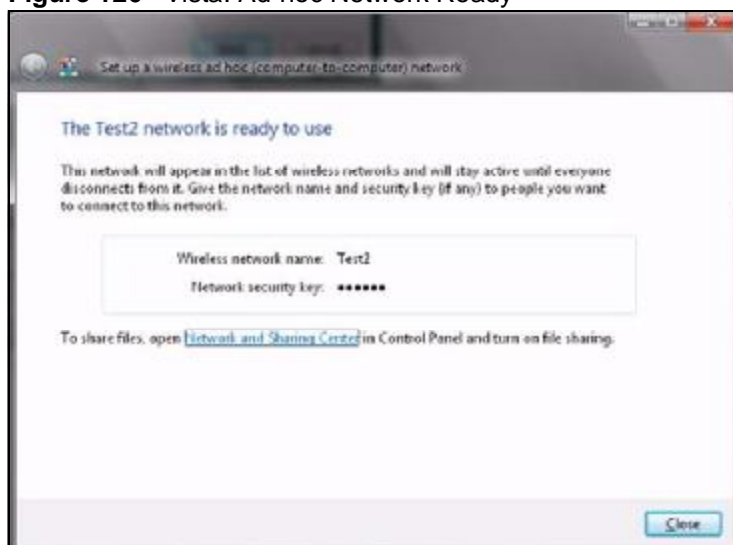 Vista: Ad-hoc Network Ready
Set up a wireless ad hoc (computer-to-computer) network
The Test2 network is ready to use
This network will appear in the list of wireless networks and will stay active until everyone
disconnects from it. Give the network name and security key (if any) to people you want
to connect to this network.
Wireless network name: Test2
Network security key: ••••••
To share files, open Network and Sharing Center in Control Panel and turn on file sharing.
Close